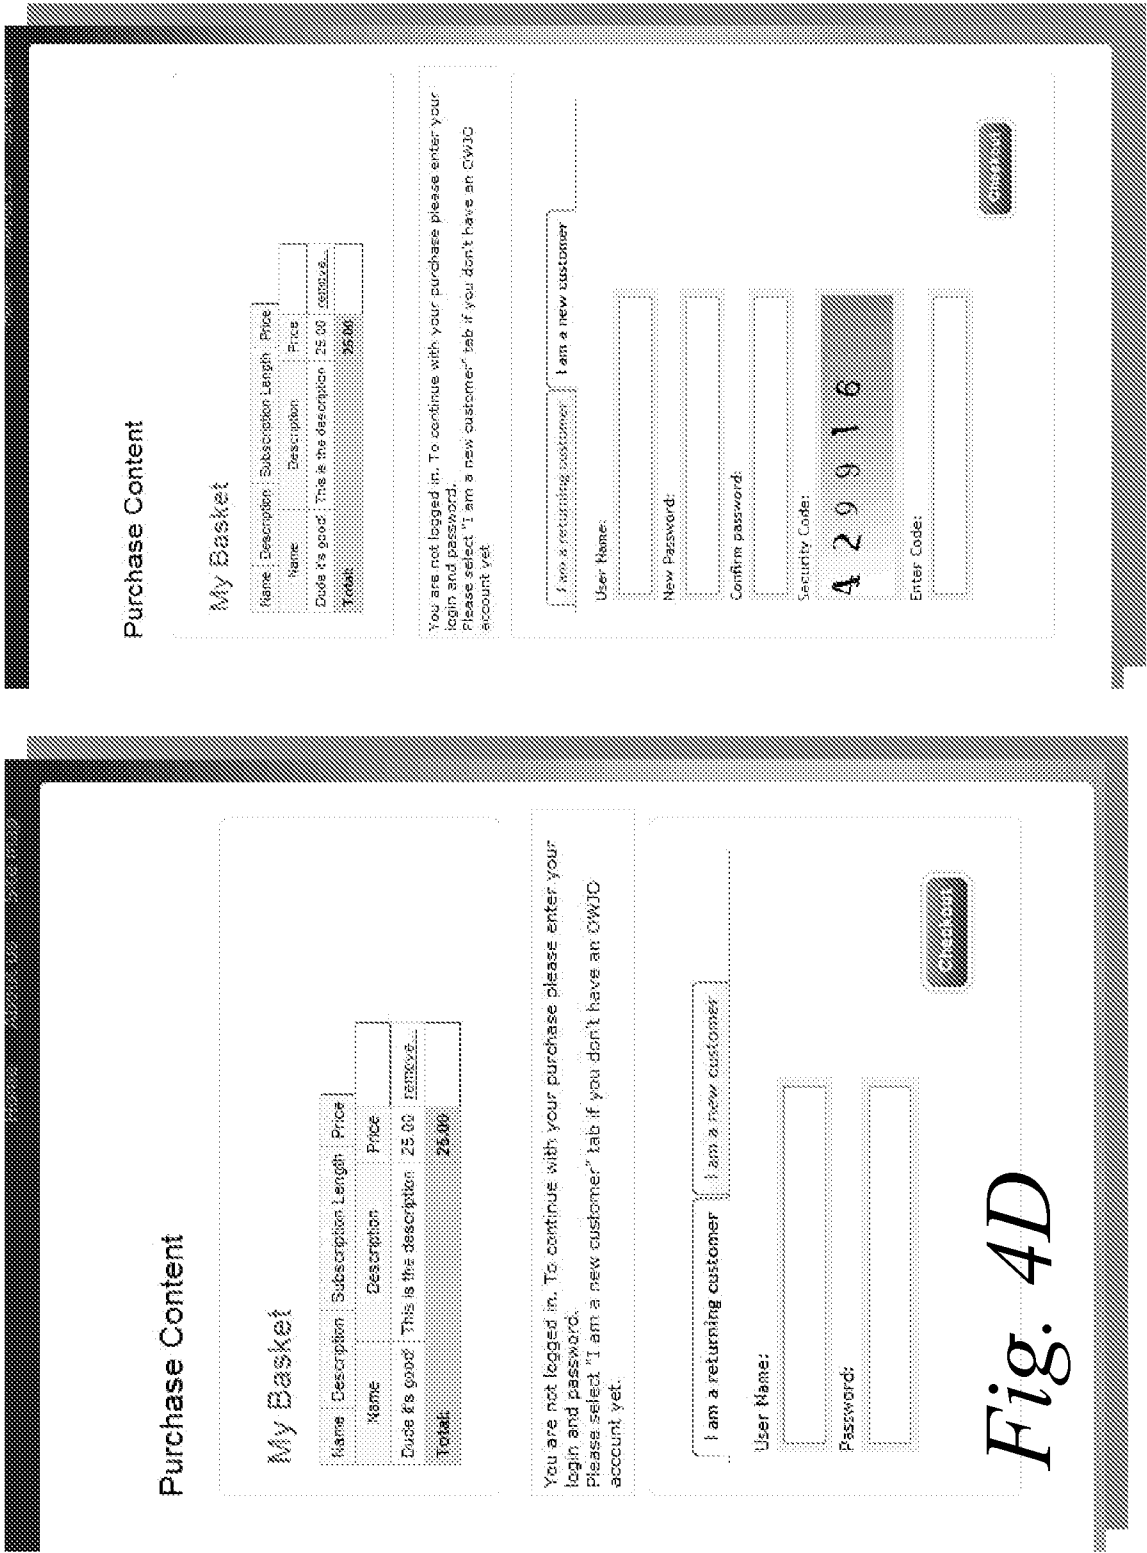 Purchase Content
My Basket
Name Description Subscription Length Price
Name Description Price
Dude it's good! This is the description 25.00 remove...
Total: 25.00
You are not logged in. To continue with your purchase please enter your
login and password.
Please select "I am a new customer" tab if you don't have an OWJO
account yet.
I am a returning customer I am a new customer
User Name:
Password:
Checkout
Fig. 4D
Purchase Content
My Basket
Name Description Subscription Length Price
Name Description Price
Dude it's good! This is the description 25.00 remove...
Total: 25.00
You are not logged in. To continue with your purchase please enter your
login and password.
Please select "I am a new customer" tab if you don't have an OWJO
account yet
I am a returning customer I am a new customer
User Name:
New Password:
Confirm password:
Security Code:
4 2 9 9 1 6
Enter Code:
Checkout